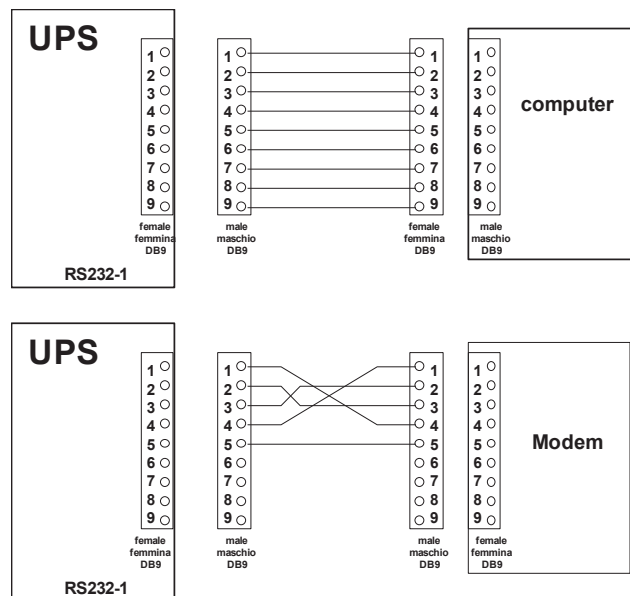 UPS
1 1 1 1
2 2 2 2
3 3 3 3
4 4 4 4
5 5 5 5
6 6 6 6
7 7 7 7
8 8 8 8
9 9 9 9
computer
female male female male
femmina maschio femmina maschio
DB9 DB9 DB9 DB9
RS232-1
UPS
1 1 1 1
2 2 2 2
3 3 3 3
4 4 4 4
5 5 5 5
6 6 6 6
7 7 7 7
8 8 8 8
9 9 9 9
Modem
female male male female
femmina maschio maschio femmina
DB9 DB9 DB9 DB9
RS232-1